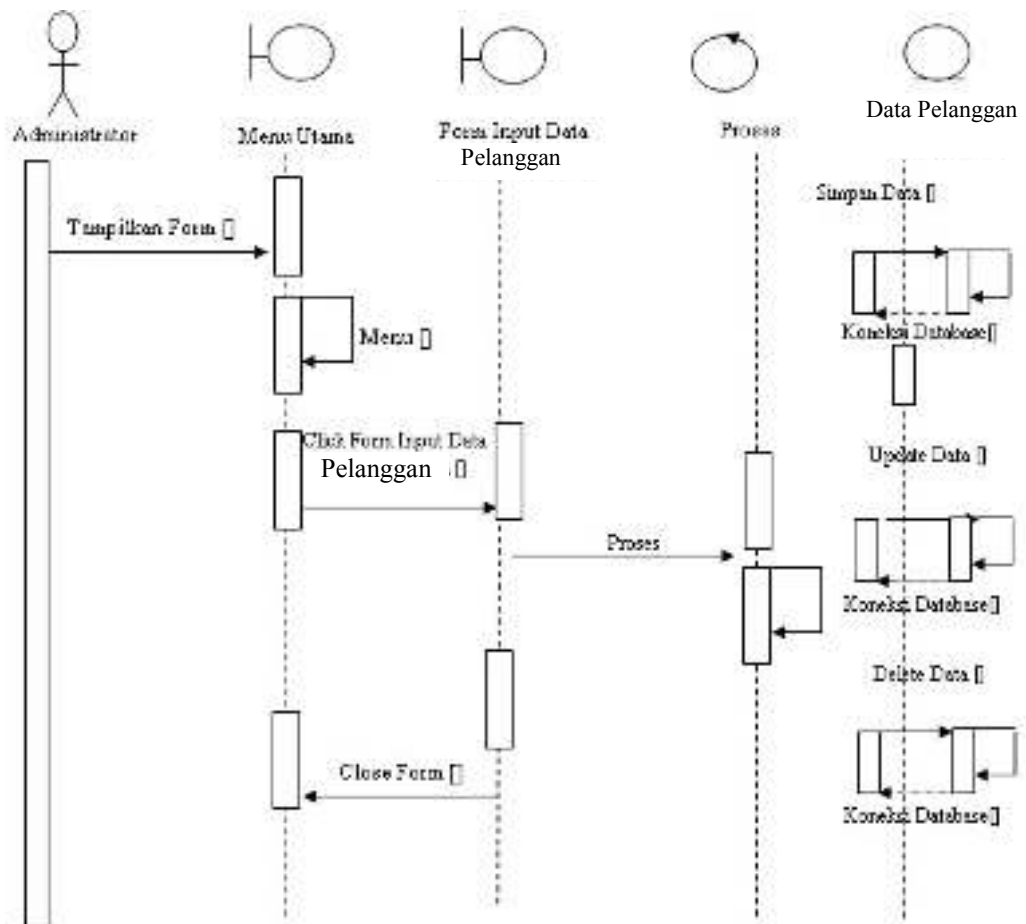 Administrator
Menu Utama
Form Input Data
Pelanggan
Proses
Data Pelanggan
Simpan Data []
Tampilkan Form []
Koneksi Database[]
Menu []
Click Form Input Data
Pelanggan []
Update Data []
Proses
Koneksi Database[]
Delete Data []
Close Form []
Koneksi Database[]